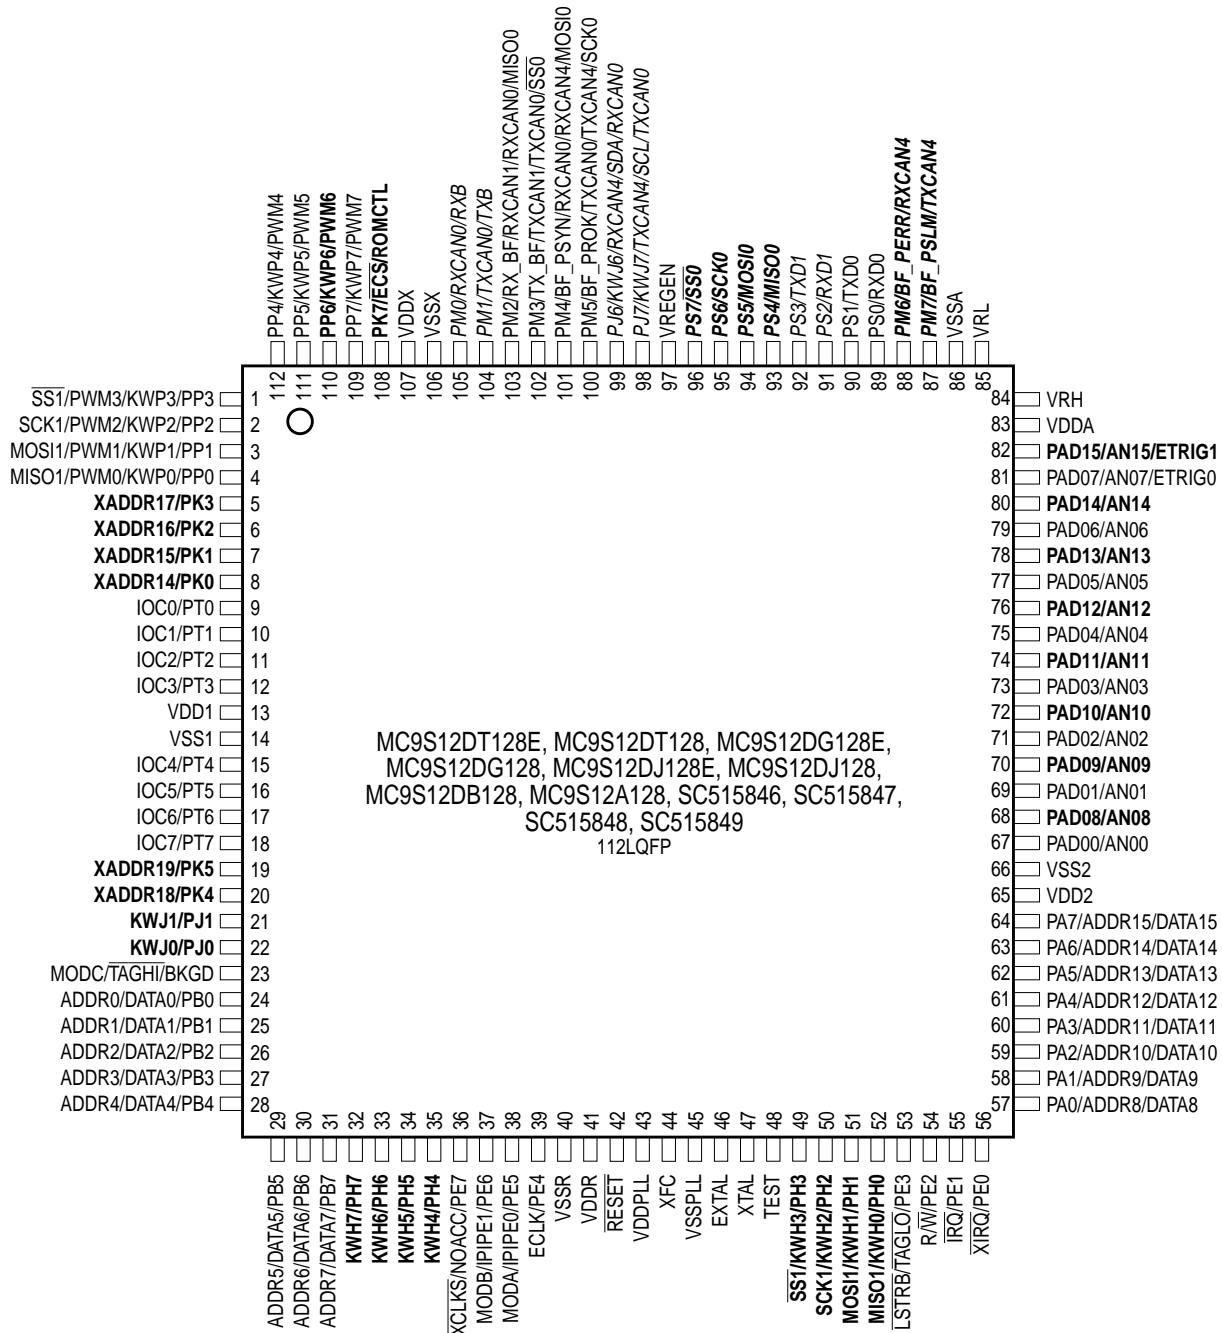 PP4/KWP4/PWM4
PP5/KWP5/PWM5
PP6/KWP6/PWM6
PP7/KWP7/PWM7
PK7/ECS/ROMCTL
VDDX
VSSX
PM0/RXCAN0/RXB
PM1/TXCAN0/TXB
PM2/RX_BF/RXCAN1/RXCAN0/MISO0
PM3/TX_BF/TXCAN1/TXCAN0/SS0
PM4/BF_PSYN/RXCAN0/RXCAN4/MOSI0
PM5/BF_PROK/TXCAN0/TXCAN4/SCK0
PJ6/KWJ6/RXCAN4/SDA/RXCAN0
PJ7/KWJ7/TXCAN4/SCL/TXCAN0
VREGEN
PS7/SS0
PS6/SCK0
PS5/MOSI0
PS4/MISO0
PS3/TXD1
PS2/RXD1
PS1/TXD0
PS0/RXD0
PM6/BF_PERR/RXCAN4
PM7/BF_PSLM/TXCAN4
VSSA
VRL
112
111
110
109
108
107
106
105
104
103
102
101
100
99
98
97
96
95
94
93
92
91
90
89
88
87
86
85
SS1/PWM3/KWP3/PP3 1
SCK1/PWM2/KWP2/PP2 2
MOSI1/PWM1/KWP1/PP1 3
MISO1/PWM0/KWP0/PP0 4
XADDR17/PK3 5
XADDR16/PK2 6
XADDR15/PK1 7
XADDR14/PK0 8
IOC0/PT0 9
IOC1/PT1 10
IOC2/PT2 11
IOC3/PT3 12
VDD1 13
VSS1 14
IOC4/PT4 15
IOC5/PT5 16
IOC6/PT6 17
IOC7/PT7 18
XADDR19/PK5 19
XADDR18/PK4 20
KWJ1/PJ1 21
KWJ0/PJ0 22
MODC/TAGHI/BKGD 23
ADDR0/DATA0/PB0 24
ADDR1/DATA1/PB1 25
ADDR2/DATA2/PB2 26
ADDR3/DATA3/PB3 27
ADDR4/DATA4/PB4 28
MC9S12DT128E, MC9S12DT128, MC9S12DG128E,
MC9S12DG128, MC9S12DJ128E, MC9S12DJ128,
MC9S12DB128, MC9S12A128, SC515846, SC515847,
SC515848, SC515849
112LQFP
84 VRH
83 VDDA
82 PAD15/AN15/ETRIG1
81 PAD07/AN07/ETRIG0
80 PAD14/AN14
79 PAD06/AN06
78 PAD13/AN13
77 PAD05/AN05
76 PAD12/AN12
75 PAD04/AN04
74 PAD11/AN11
73 PAD03/AN03
72 PAD10/AN10
71 PAD02/AN02
70 PAD09/AN09
69 PAD01/AN01
68 PAD08/AN08
67 PAD00/AN00
66 VSS2
65 VDD2
64 PA7/ADDR15/DATA15
63 PA6/ADDR14/DATA14
62 PA5/ADDR13/DATA13
61 PA4/ADDR12/DATA12
60 PA3/ADDR11/DATA11
59 PA2/ADDR10/DATA10
58 PA1/ADDR9/DATA9
57 PA0/ADDR8/DATA8
29
30
31
32
33
34
35
36
37
38
39
40
41
42
43
44
45
46
47
48
49
50
51
52
53
54
55
56
ADDR5/DATA5/PB5
ADDR6/DATA6/PB6
ADDR7/DATA7/PB7
KWH7/PH7
KWH6/PH6
KWH5/PH5
KWH4/PH4
XCLKS/NOACC/PE7
MODB/IPIPE1/PE6
MODA/IPIPE0/PE5
ECLK/PE4
VSSR
VDDR
RESET
VDDPLL
XFC
VSSPLL
EXTAL
XTAL
TEST
SS1/KWH3/PH3
SCK1/KWH2/PH2
MOSI1/KWH1/PH1
MISO1/KWH0/PH0
LSTRB/TAGLO/PE3
R/W/PE2
IRQ/PE1
XIRQ/PE0